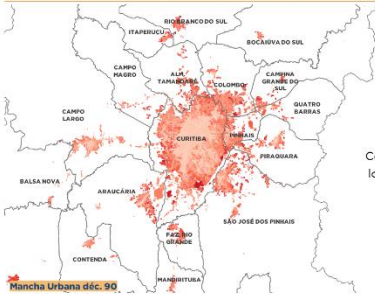 RIO BRANCO DO SUL
ITAPERUÇU
BOCAIÚVA DO SUL
CAMPO
MAGRO
ALM.
TAMANDARÉ
COLOMBO
CAMPINA
GRANDE DO
SUL
QUATRO
BARRAS
CAMPO
LARGO
CURITIBA
PINHAIS
PIRAQUARA
BALSA NOVA
ARAUCÁRIA
SÃO JOSÉ DOS PINHAIS
FAZ. RIO
GRANDE
CONTENDA
MANDIRITUBA
Mancha Urbana déc. 90